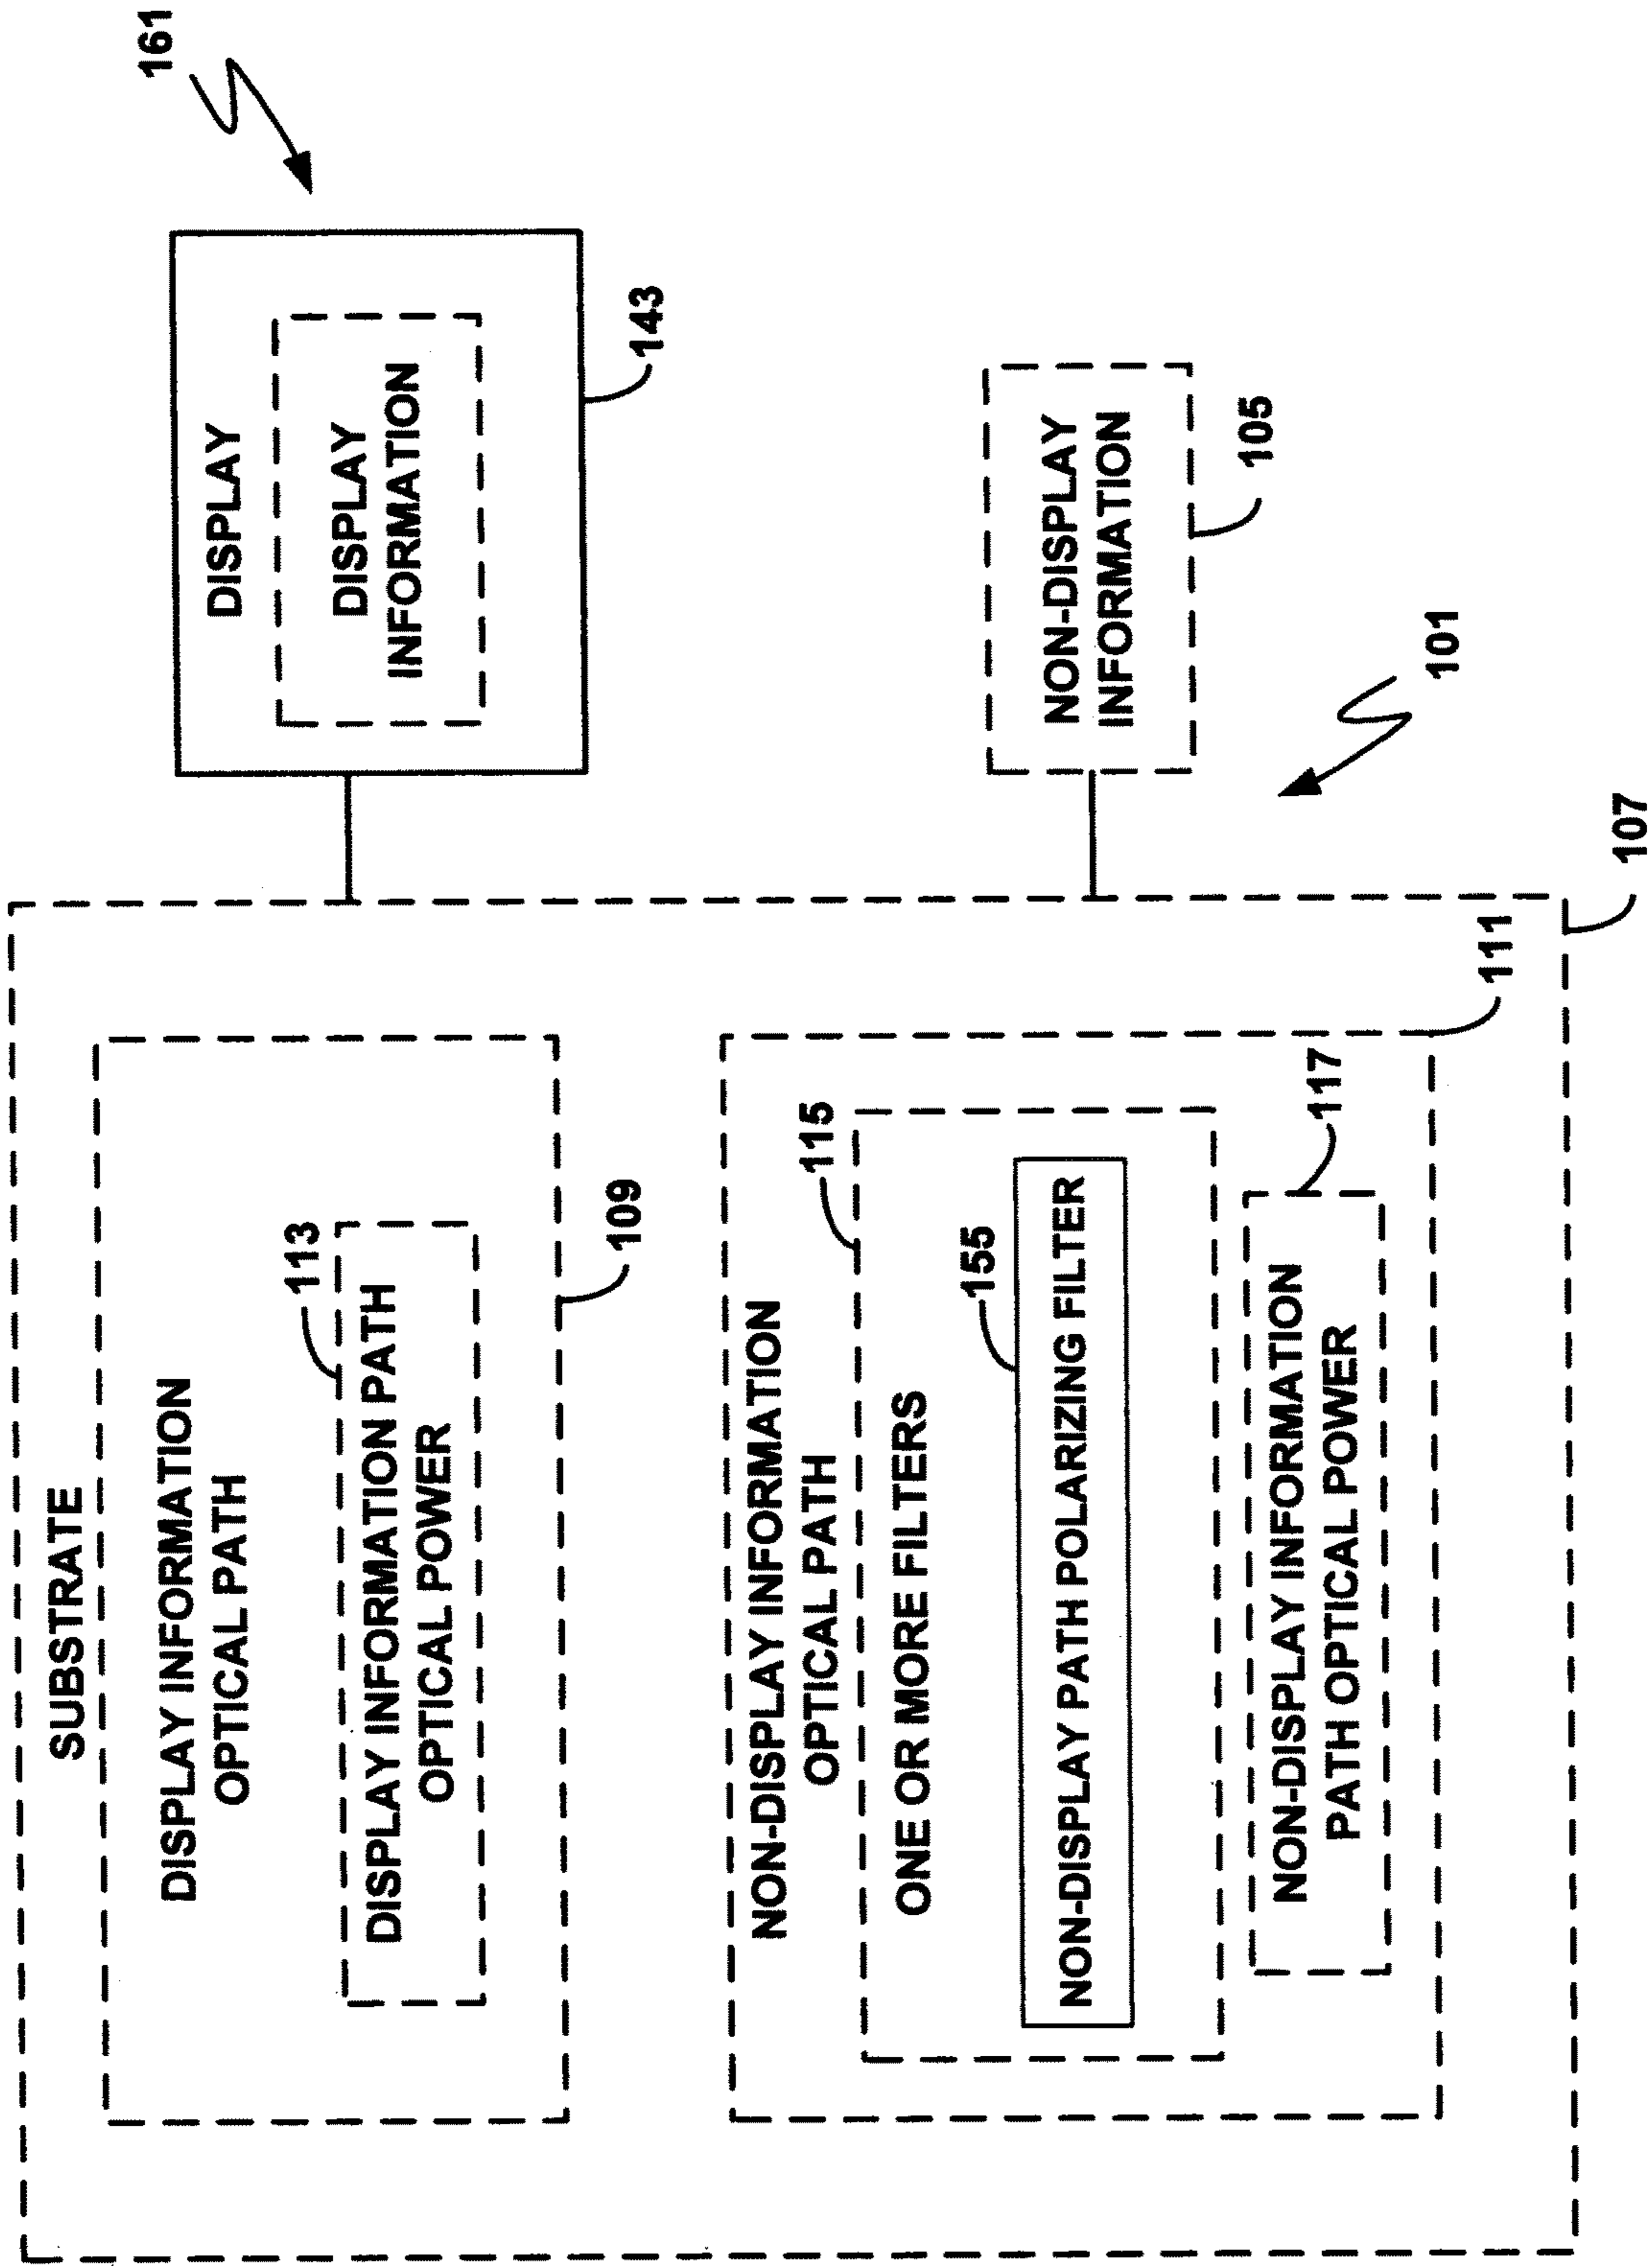 SUBSTRATE
DISPLAY INFORMATION
OPTICAL PATH
113
DISPLAY INFORMATION PATH
OPTICAL POWER
109
NON-DISPLAY INFORMATION
OPTICAL PATH
115
ONE OR MORE FILTERS
155
NON-DISPLAY PATH POLARIZING FILTER
117
NON-DISPLAY INFORMATION
PATH OPTICAL POWER
111
107
161
DISPLAY
DISPLAY
INFORMATION
143
NON-DISPLAY
INFORMATION
105
101